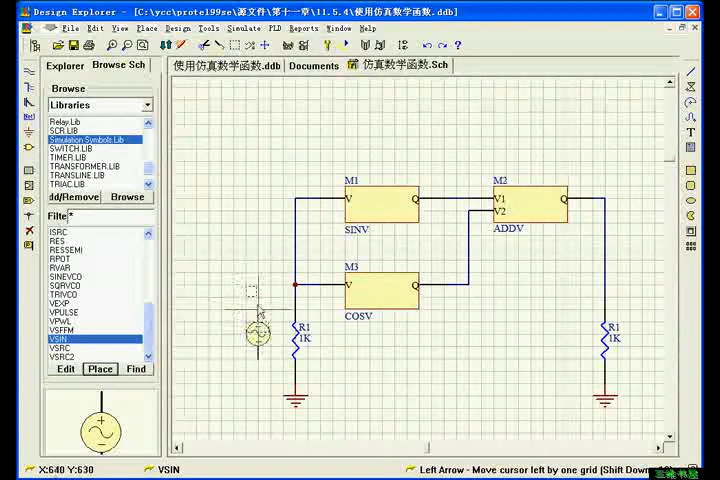 Design Explorer - [C:\ycc\protel99se\源文件\第十一章\11.5.4\使用仿真数学函数.ddb]
File Edit View Place Design Tools Simulate PLD Reports Window Help
Explorer Browse Sch 使用仿真数学函数.ddb Documents 仿真数学函数.Sch
Browse
Libraries
Relay.Lib
SCR.LIB
Simulation Symbols.Lib
SWITCH.LIB
TIMER.LIB
TRANSFORMER.LIB
TRANSLINE.LIB
TRIAC.LIB
dd/Remove Browse
Filte *
ISRC
RES
RESSEMI
RPOT
RVAR
SINEVCO
SQRVCO
TRIVCO
VEXP
VPULSE
VPWL
VSFFM
VSIN
VSRC
VSRC2
Edit Place Find
M1
V Q
SINV
M2
V1 Q
V2
ADDV
M3
V Q
COSV
R1
1K
R1
1K
X:640 Y:630 VSIN Left Arrow - Move cursor left by one grid (Shift Down